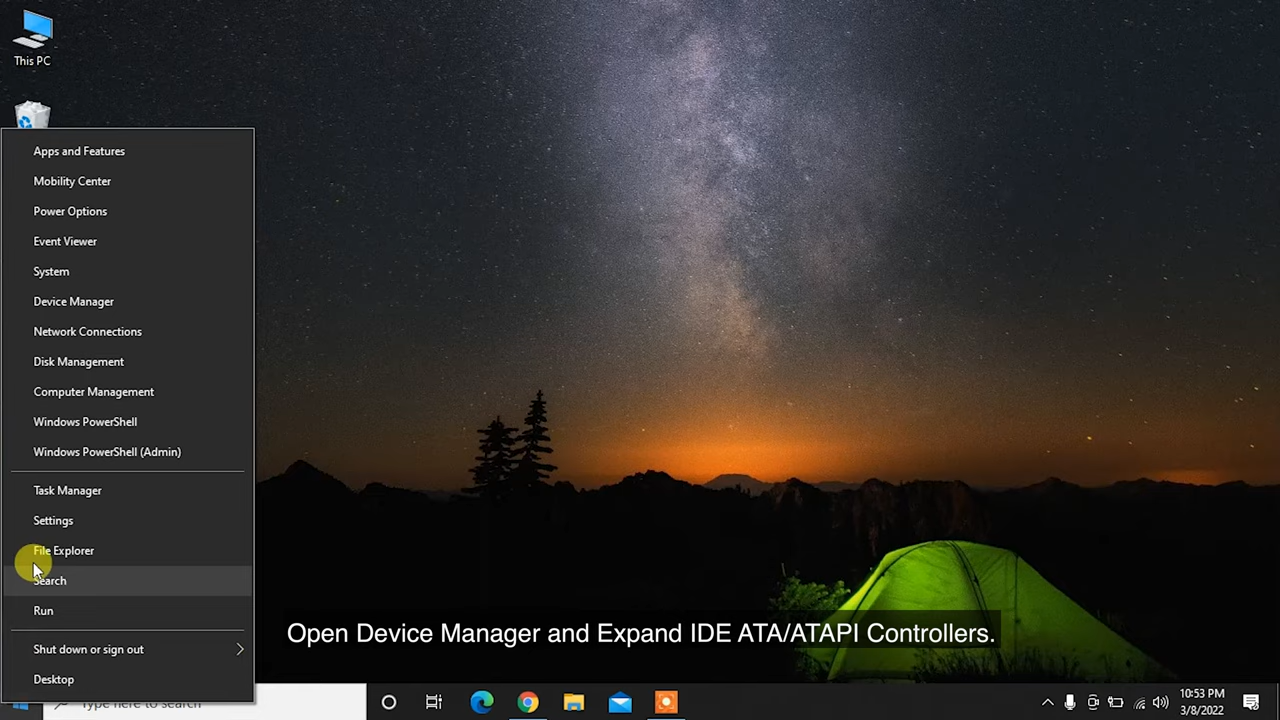 This PC
Apps and Features
Mobility Center
Power Options
Event Viewer
System
Device Manager
Network Connections
Disk Management
Computer Management
Windows PowerShell
Windows PowerShell (Admin)
Task Manager
Settings
File Explorer
Search
Run
Shut down or sign out
Desktop
Open Device Manager and Expand IDE ATA/ATAPI Controllers.
Type here to search
10:53 PM
3/8/2022